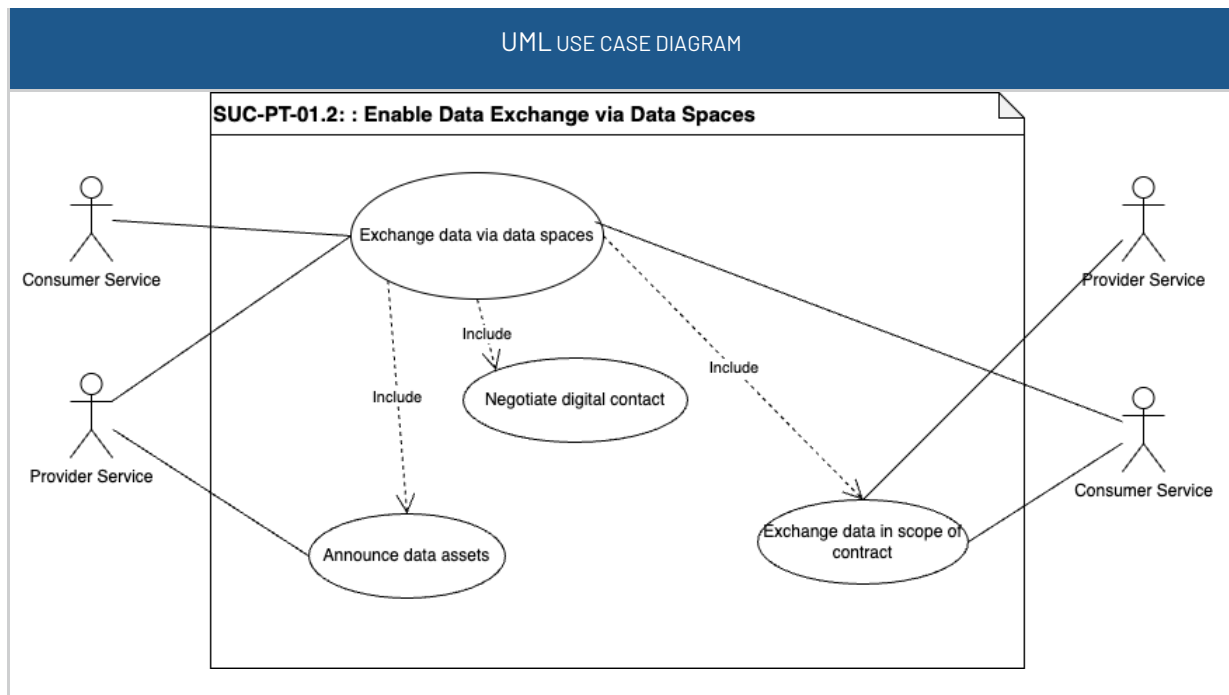 UML USE CASE DIAGRAM
SUC-PT-01.2: : Enable Data Exchange via Data Spaces
Consumer Service
Exchange data via data spaces
Provider Service
Include
Include
Include
Negotiate digital contact
Provider Service
Consumer Service
Announce data assets
Exchange data in scope of
contract